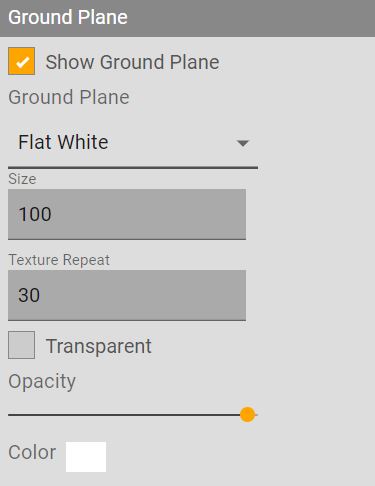 Ground Plane
Show Ground Plane
Ground Plane
Flat White
Size
100
Texture Repeat
30
Transparent
Opacity
Color